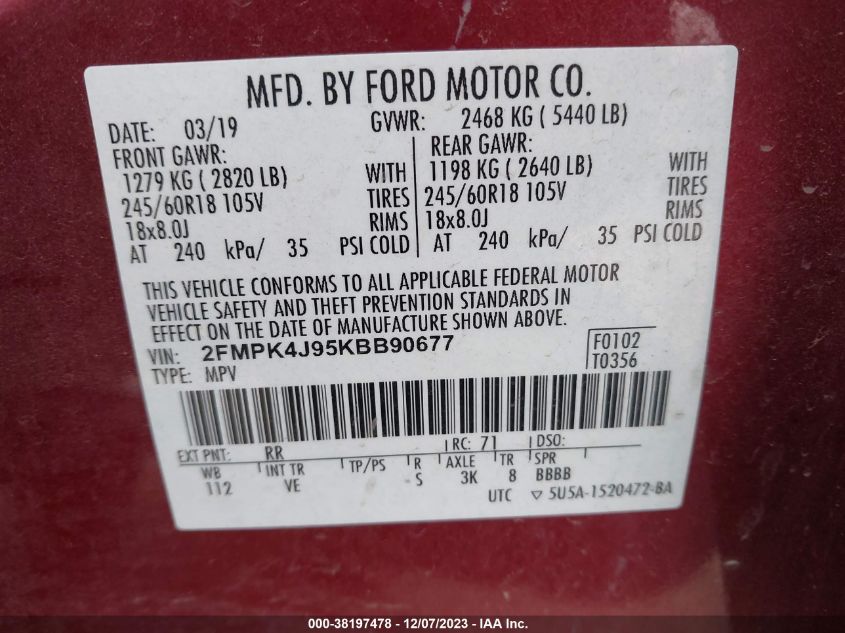 MFD. BY FORD MOTOR CO.
DATE: 03/19 GVWR: 2468 KG ( 5440 LB)
FRONT GAWR: REAR GAWR:
1279 KG ( 2820 LB) WITH 1198 KG ( 2640 LB) WITH
245/60R18 105V TIRES 245/60R18 105V TIRES
18x8.0J RIMS 18x8.0J RIMS
AT 240 kPa/ 35 PSI COLD AT 240 kPa/ 35 PSI COLD
THIS VEHICLE CONFORMS TO ALL APPLICABLE FEDERAL MOTOR
VEHICLE SAFETY AND THEFT PREVENTION STANDARDS IN
EFFECT ON THE DATE OF MANUFACTURE SHOWN ABOVE.
VIN: 2FMPK4J95KBB90677 F0102
TYPE: MPV T0356
EXT PNT: RR RC: 71 DSO:
WB INT TR TP/PS R AXLE TR SPR
112 VE S 3K 8 BBBB
UTC ▽ 5U5A-1520472-BA
000-38197478 - 12/07/2023 - IAA Inc.